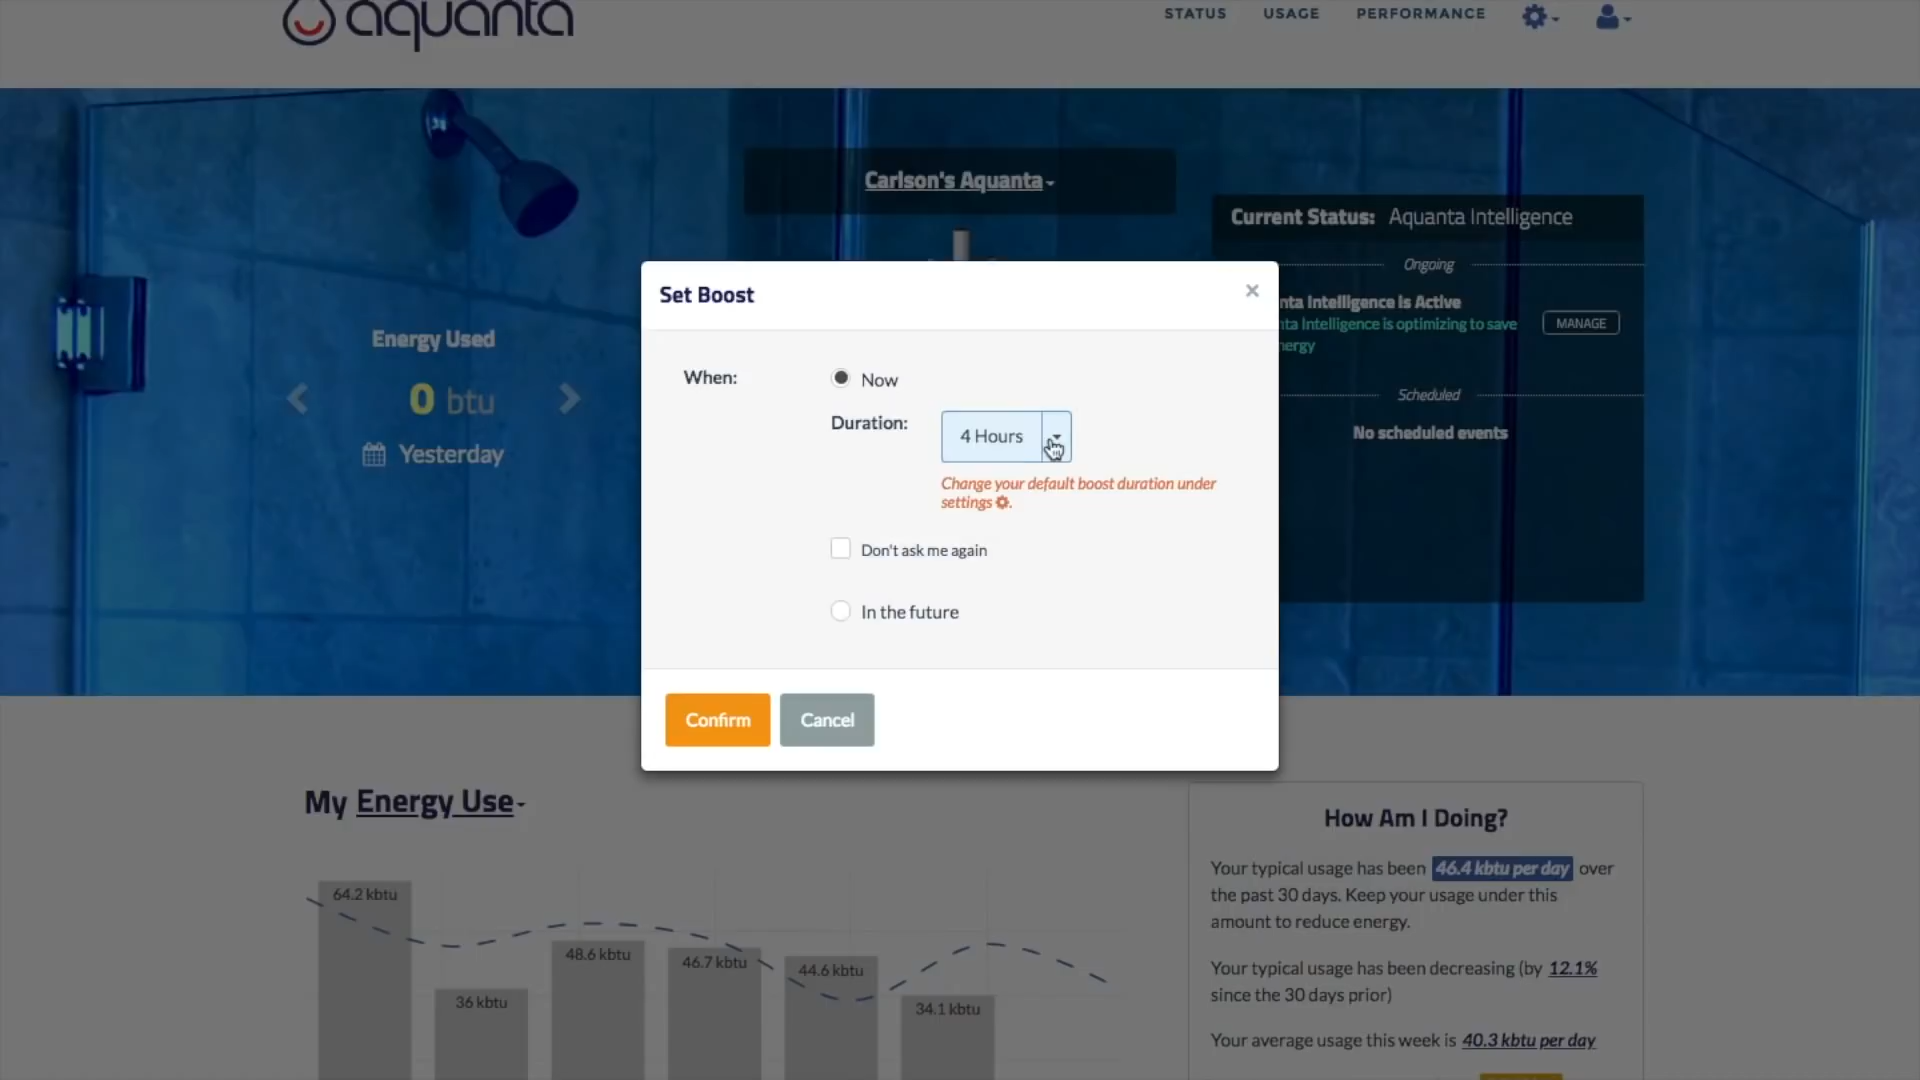 aquanta
STATUS
USAGE
PERFORMANCE
Carlson's Aquanta
Current Status: Aquanta Intelligence
Ongoing
nta Intelligence Is Active
nta Intelligence is optimizing to save
nergy
MANAGE
Scheduled
No scheduled events
Energy Used
0 btu
Yesterday
Set Boost
×
When:
Now
Duration:
4 Hours
Change your default boost duration under
settings .
Don't ask me again
In the future
Confirm
Cancel
My Energy Use
64.2 kbtu
36 kbtu
48.6 kbtu
46.7 kbtu
44.6 kbtu
34.1 kbtu
How Am I Doing?
Your typical usage has been 46.4 kbtu per day over
the past 30 days. Keep your usage under this
amount to reduce energy.
Your typical usage has been decreasing (by 12.1%
since the 30 days prior)
Your average usage this week is 40.3 kbtu per day